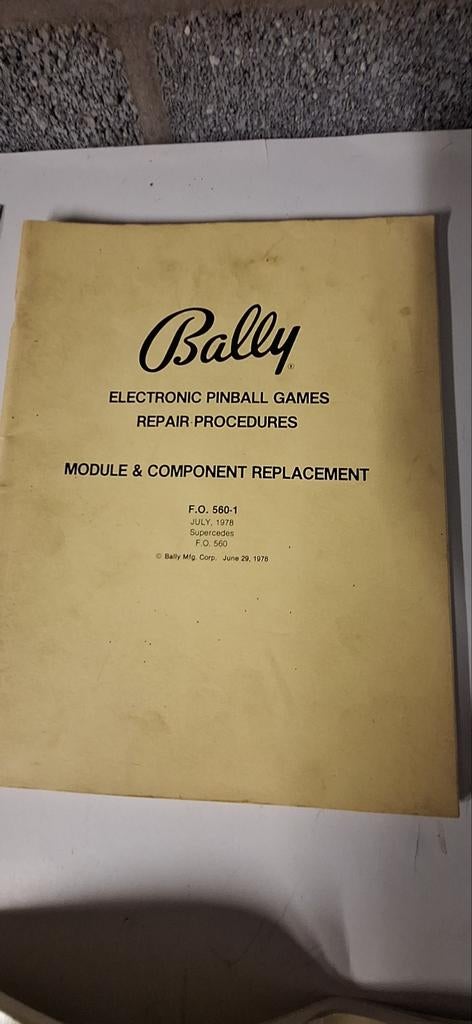 Bally®
ELECTRONIC PINBALL GAMES
REPAIR PROCEDURES
MODULE & COMPONENT REPLACEMENT
F.O. 560-1
JULY, 1978
Supercedes
F.O. 560
© Bally Mfg. Corp. June 29, 1978